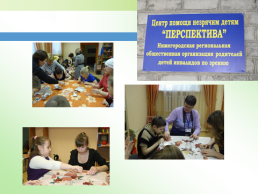 Центр помощи незрячим детям
"ПЕРСПЕКТИВА"
Нижегородская региональная
общественная организация родителей
детей инвалидов по зрению